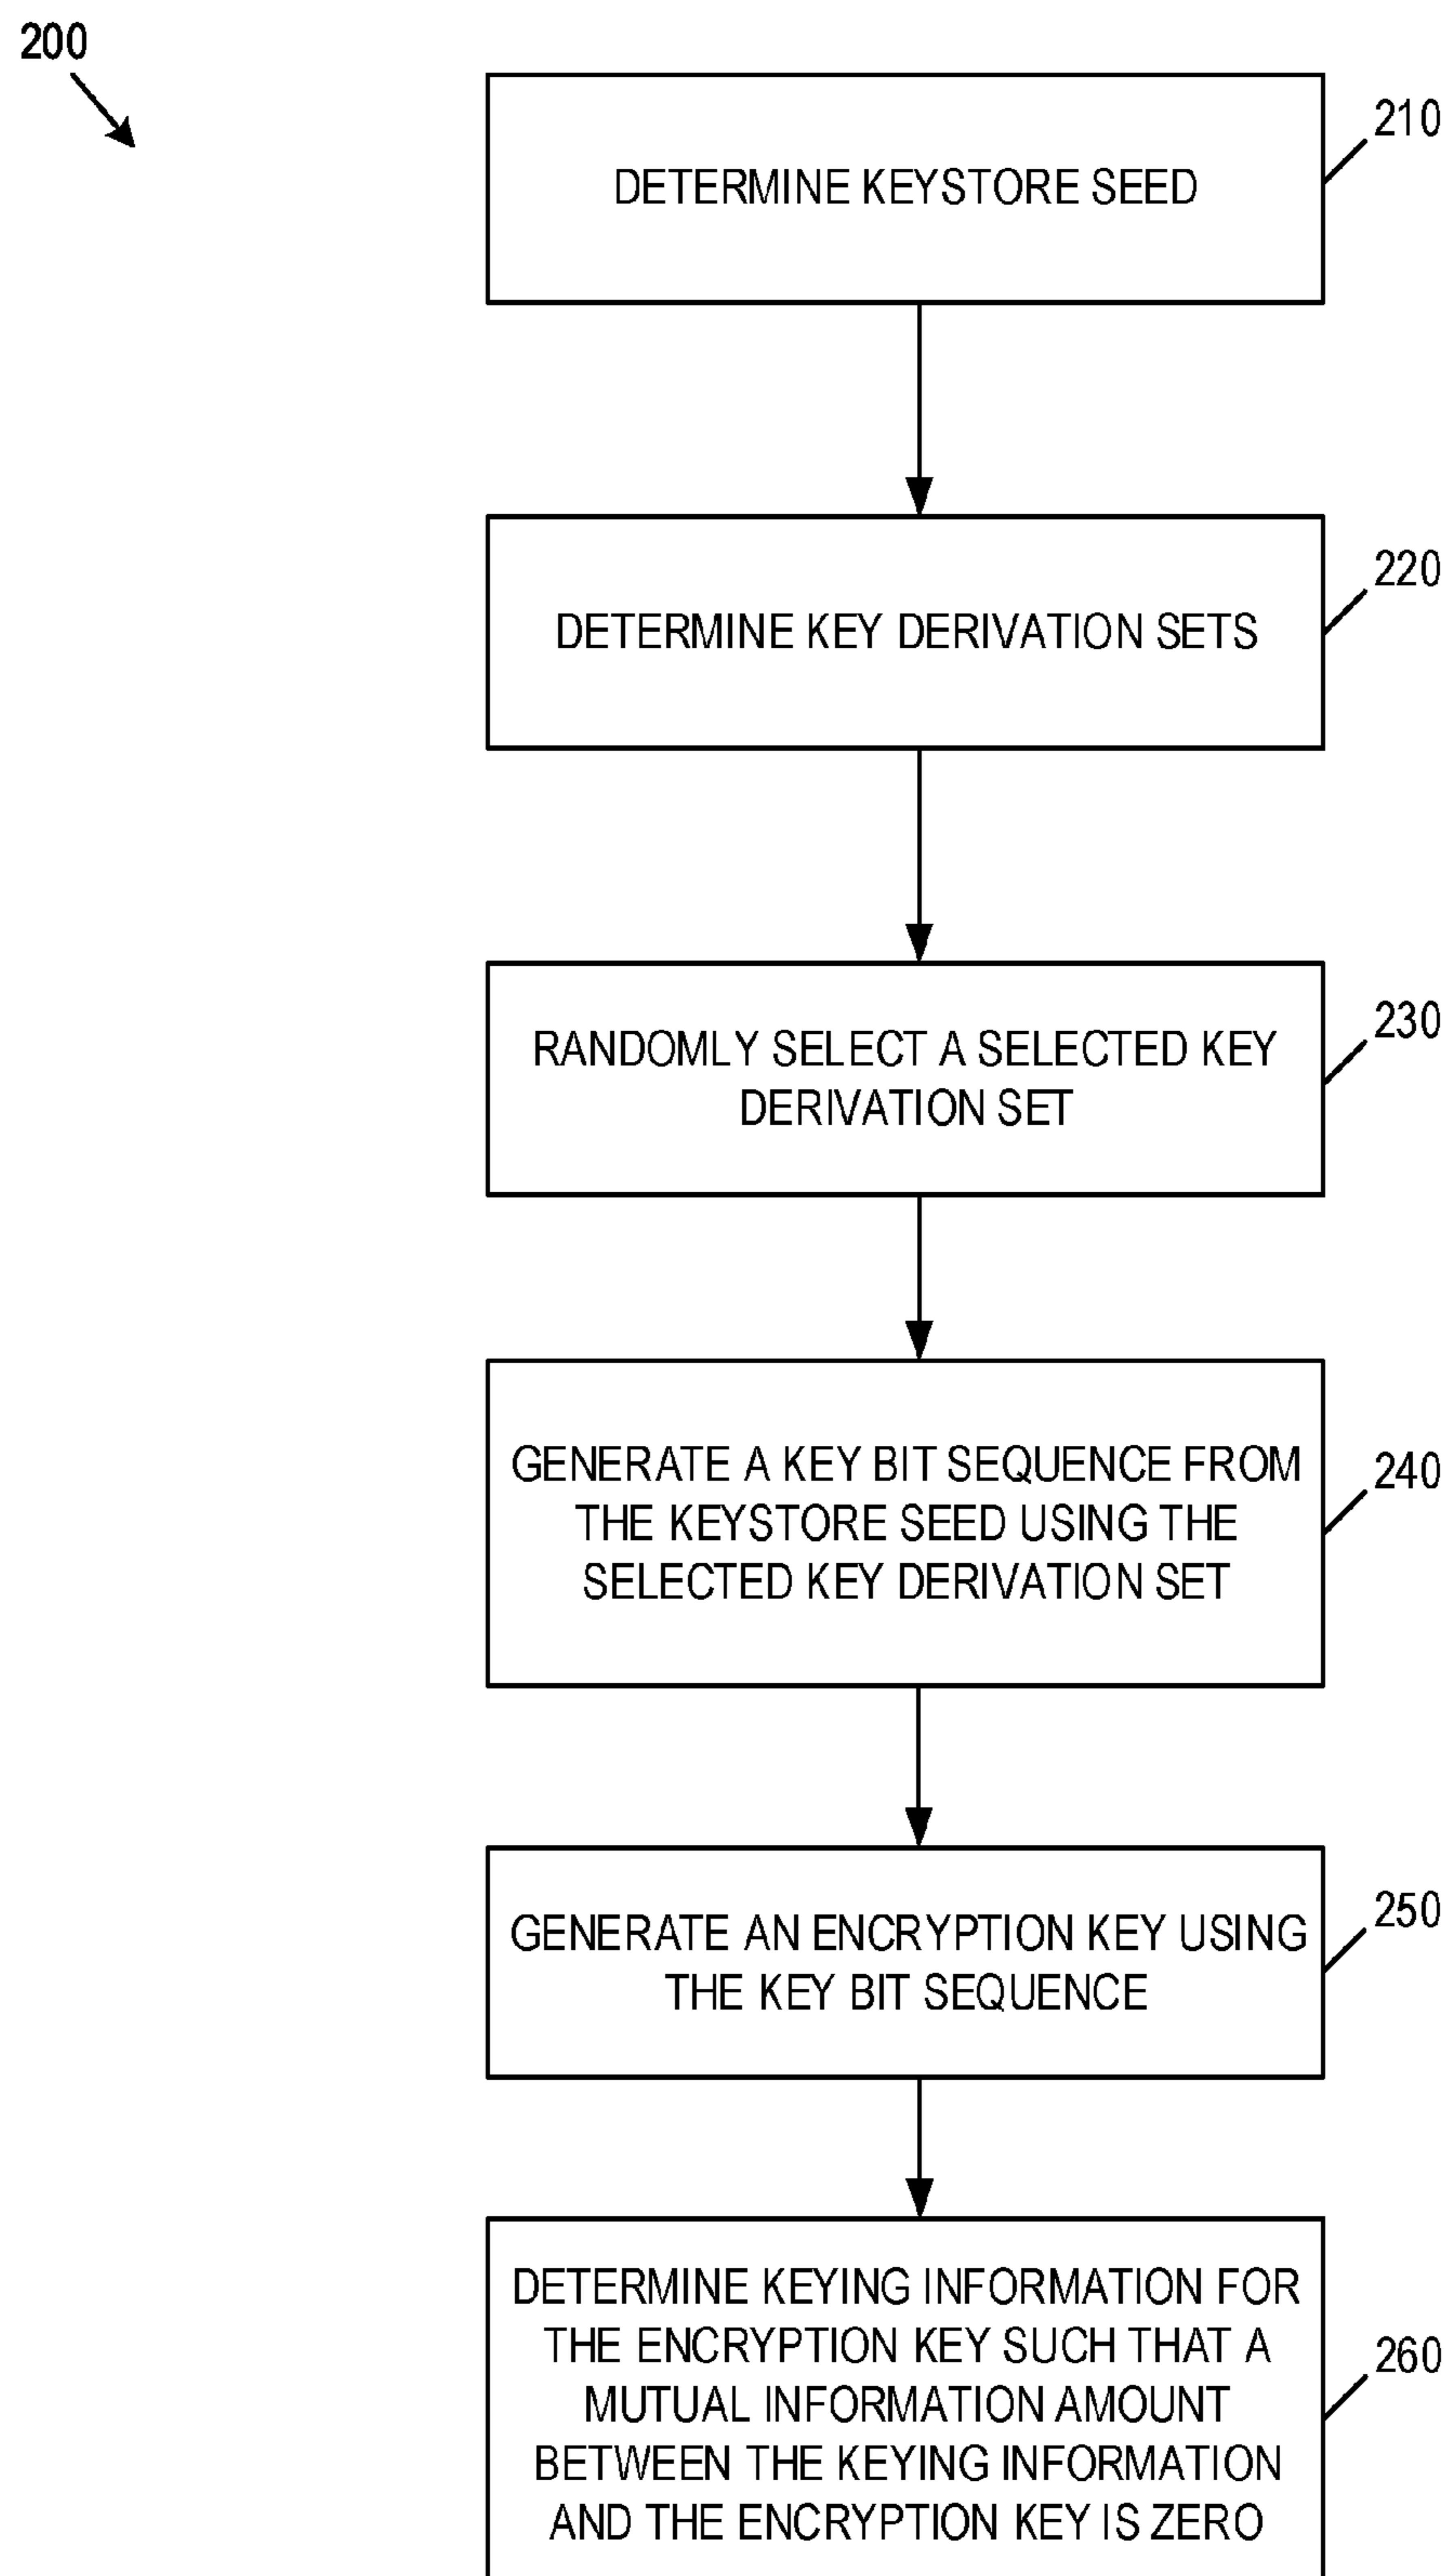 200
DETERMINE KEYSTORE SEED
210
DETERMINE KEY DERIVATION SETS
220
RANDOMLY SELECT A SELECTED KEY
DERIVATION SET
230
GENERATE A KEY BIT SEQUENCE FROM
THE KEYSTORE SEED USING THE
SELECTED KEY DERIVATION SET
240
GENERATE AN ENCRYPTION KEY USING
THE KEY BIT SEQUENCE
250
DETERMINE KEYING INFORMATION FOR
THE ENCRYPTION KEY SUCH THAT A
MUTUAL INFORMATION AMOUNT
BETWEEN THE KEYING INFORMATION
AND THE ENCRYPTION KEY IS ZERO
260